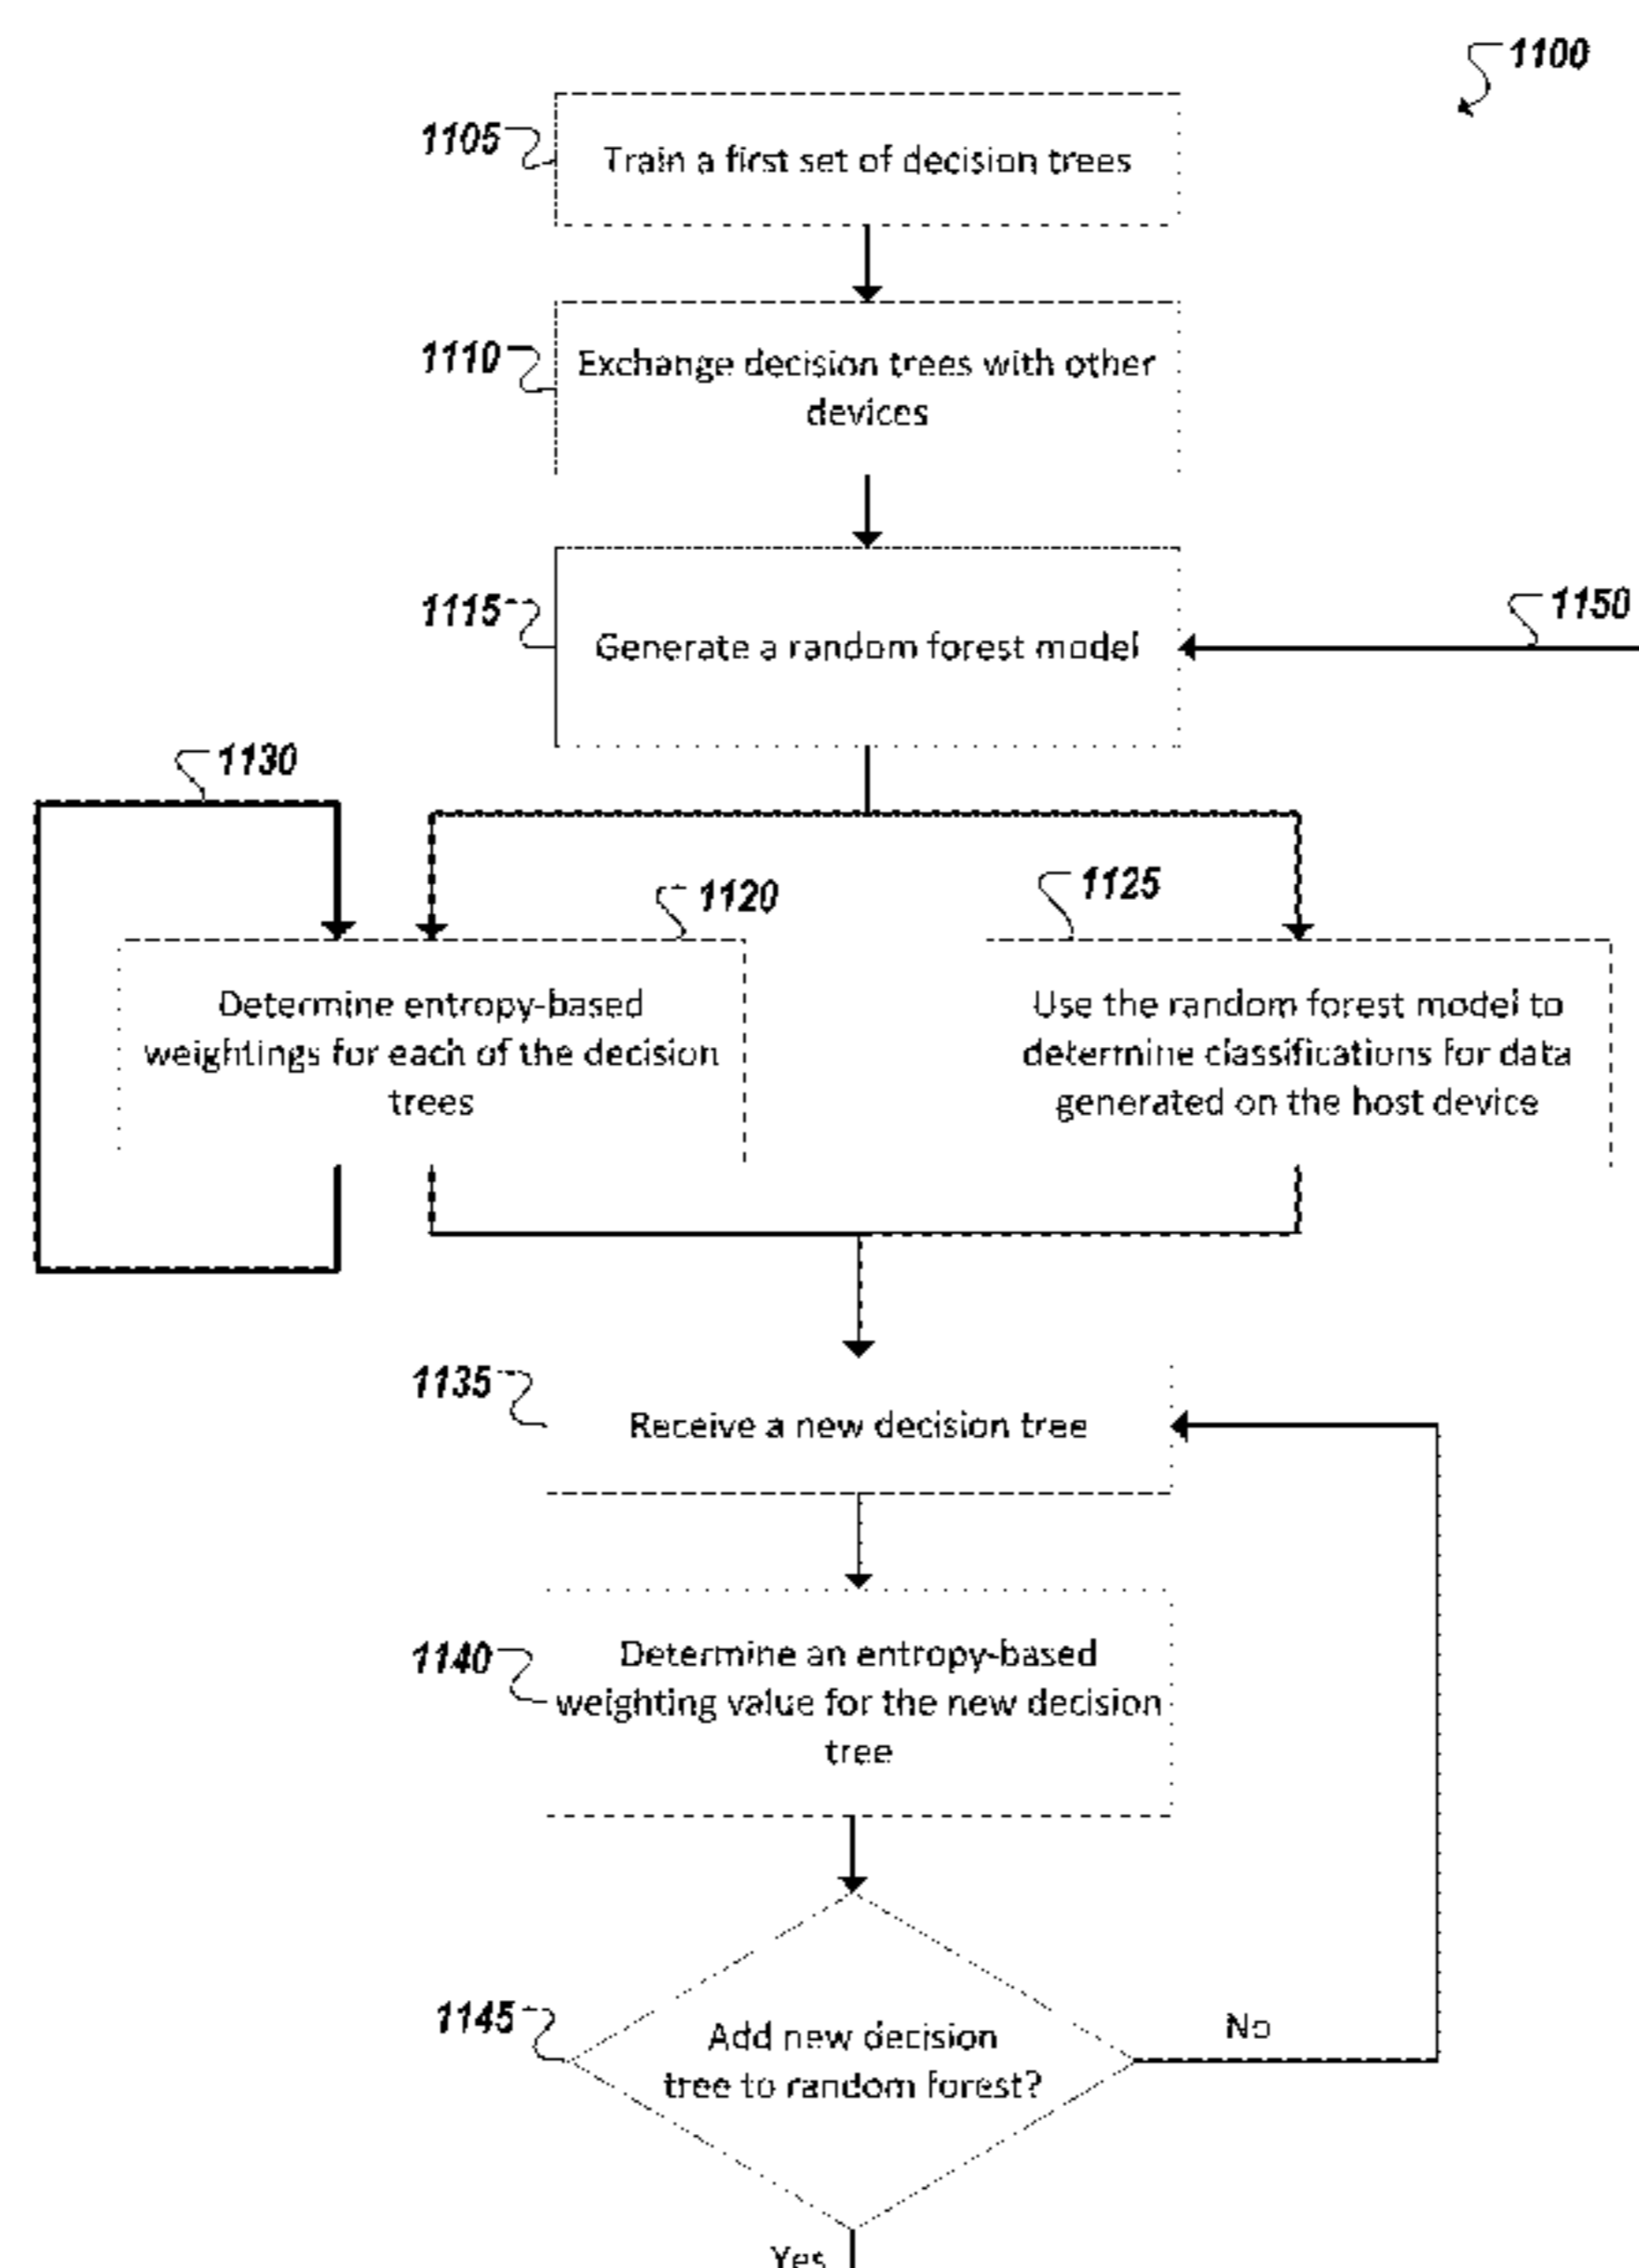 1100
1105
Train a first set of decision trees
1110
Exchange decision trees with other
devices
1115
Generate a random forest model
1150
1130
1120
1125
Determine entropy-based
weightings for each of the decision
trees
Use the random forest model to
determine classifications for data
generated on the host device
1135
Receive a new decision tree
1140
Determine an entropy-based
weighting value for the new decision
tree
1145
Add new decision
tree to random forest?
No
Yes